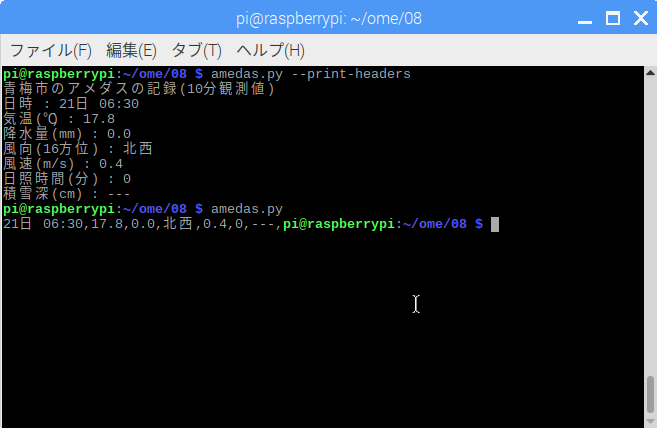 pi@raspberrypi: ~/ome/08
ファイル(F) 編集(E) タブ(T) ヘルプ(H)
pi@raspberrypi:~/ome/08 $ amedas.py --print-headers
青梅市のアメダスの記録(10分観測値)
日時 : 21日 06:30
気温(℃) : 17.8
降水量(mm) : 0.0
風向(16方位) : 北西
風速(m/s) : 0.4
日照時間(分) : 0
積雪深(cm) : ---
pi@raspberrypi:~/ome/08 $ amedas.py
21日 06:30,17.8,0.0,北西,0.4,0,---,pi@raspberrypi:~/ome/08 $